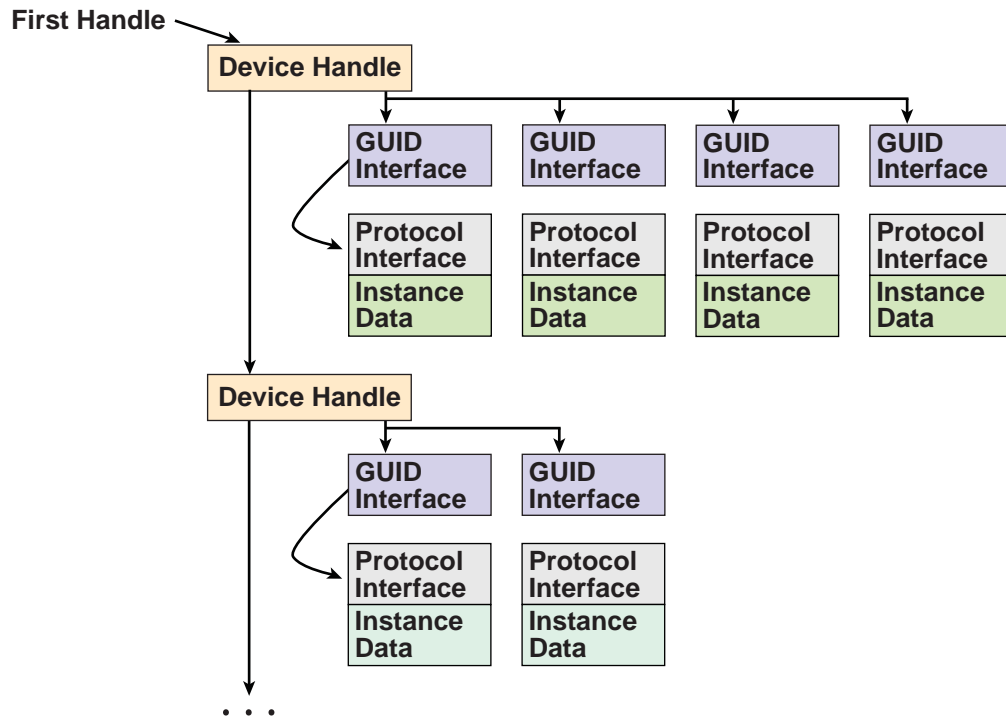 First Handle
Device Handle
GUID
Interface
GUID
Interface
GUID
Interface
GUID
Interface
Protocol
Interface
Protocol
Interface
Protocol
Interface
Protocol
Interface
Instance
Data
Instance
Data
Instance
Data
Instance
Data
Device Handle
GUID
Interface
GUID
Interface
Protocol
Interface
Protocol
Interface
Instance
Data
Instance
Data
. . .